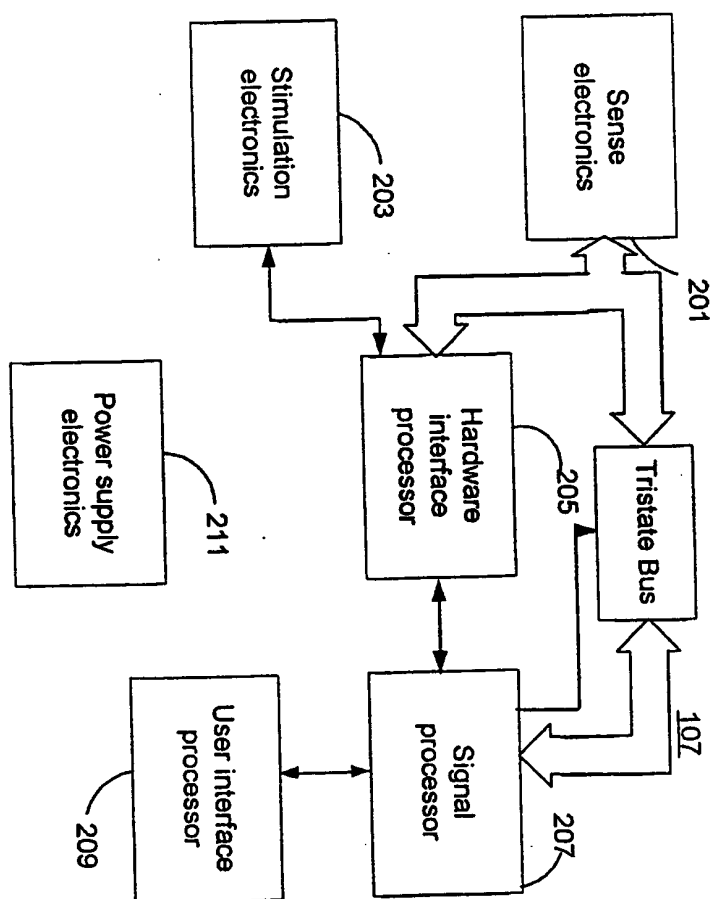 Sense
electronics
201
Tristate Bus
107
Stimulation
electronics
203
Hardware
interface
processor
205
Signal
processor
207
Power supply
electronics
211
User interface
processor
209